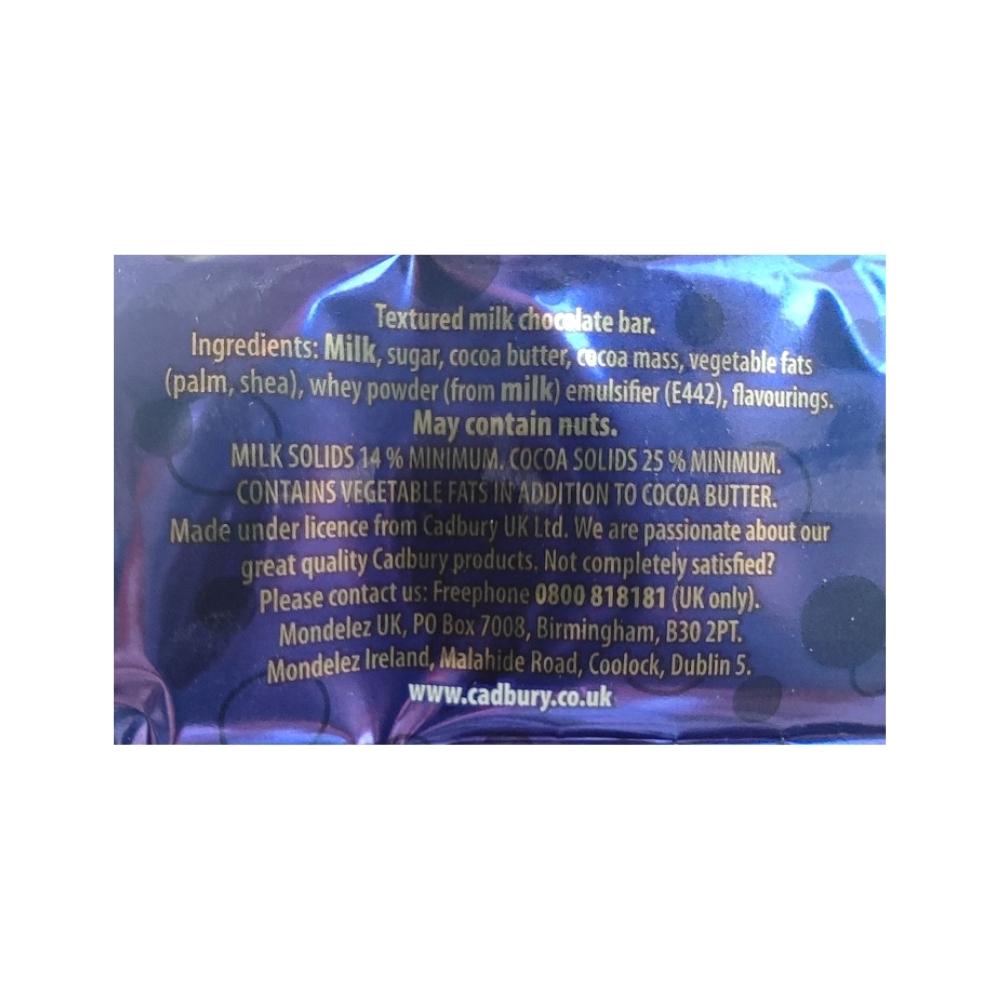 Textured milk chocolate bar.
Ingredients: Milk, sugar, cocoa butter, cocoa mass, vegetable fats
(palm, shea), whey powder (from milk) emulsifier (E442), flavourings.
May contain nuts.
MILK SOLIDS 14 % MINIMUM. COCOA SOLIDS 25 % MINIMUM.
CONTAINS VEGETABLE FATS IN ADDITION TO COCOA BUTTER.
Made under licence from Cadbury UK Ltd. We are passionate about our
great quality Cadbury products. Not completely satisfied?
Please contact us: Freephone 0800 818181 (UK only).
Mondelez UK, PO Box 7008, Birmingham, B30 2PT.
Mondelez Ireland, Malahide Road, Coolock, Dublin 5.
www.cadbury.co.uk